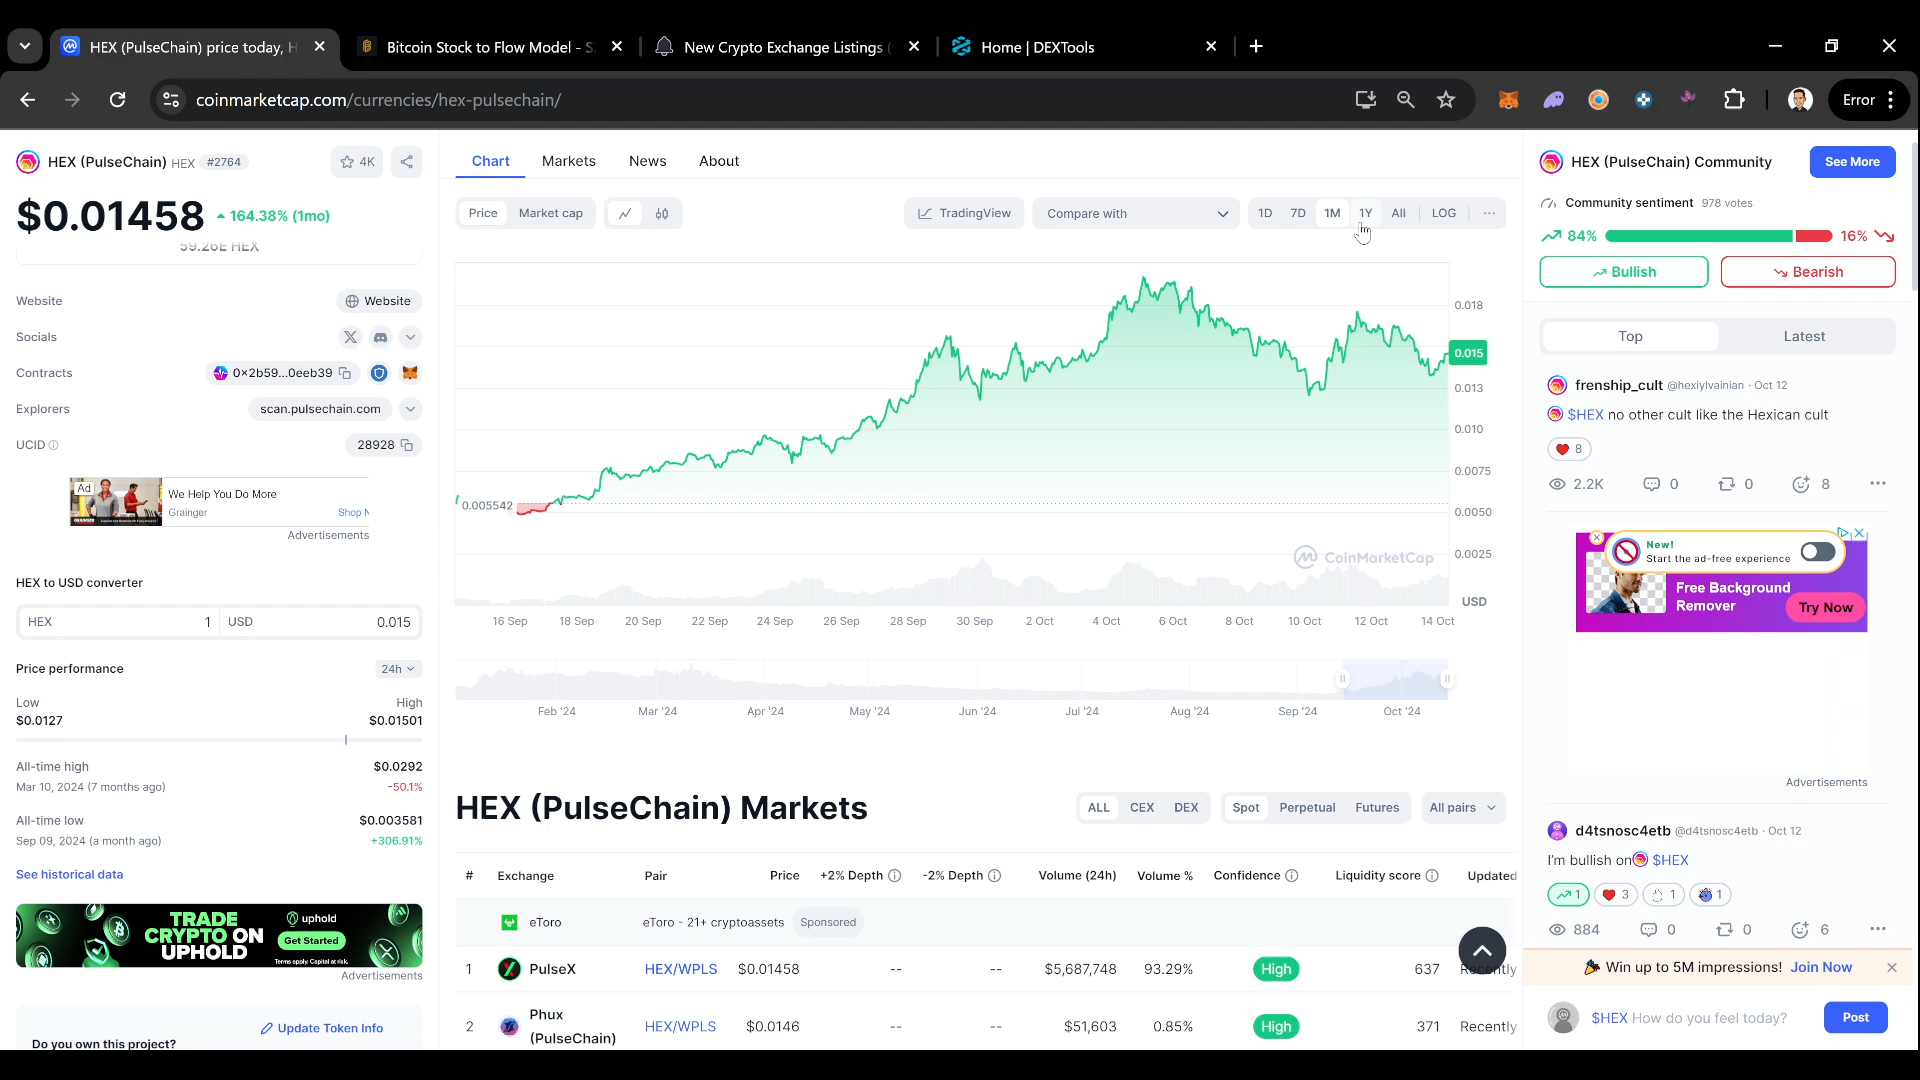 HEX (PulseChain) price today, H
Bitcoin Stock to Flow Model - S
New Crypto Exchange Listings (
Home | DEXTools
coinmarketcap.com/currencies/hex-pulsechain/
Error
HEX (PulseChain) HEX #2764
4K
$0.01458 164.38% (1mo)
59.26E HEX
Website
Website
Socials
Contracts
0x2b59...0eeb39
Explorers
scan.pulsechain.com
UCID
28928
Ad
We Help You Do More
Grainger
Shop N
Advertisements
HEX to USD converter
HEX 1 USD 0.015
Price performance
24h
Low High
$0.0127 $0.01501
All-time high $0.0292
Mar 10, 2024 (7 months ago) -50.1%
All-time low $0.003581
Sep 09, 2024 (a month ago) +306.91%
See historical data
TRADE
CRYPTO ON
UPHOLD
uphold
Get Started
Terms apply. Capital at risk.
Advertisements
Update Token Info
Do you own this project?
Chart Markets News About
Price Market cap
TradingView
Compare with
1D 7D 1M 1Y All LOG
0.018
0.015
0.013
0.010
0.0075
0.0050
0.0025
0.005542
CoinMarketCap
USD
16 Sep 18 Sep 20 Sep 22 Sep 24 Sep 26 Sep 28 Sep 30 Sep 2 Oct 4 Oct 6 Oct 8 Oct 10 Oct 12 Oct 14 Oct
Feb '24 Mar '24 Apr '24 May '24 Jun '24 Jul '24 Aug '24 Sep '24 Oct '24
HEX (PulseChain) Markets
ALL CEX DEX
Spot Perpetual Futures
All pairs
# Exchange Pair Price +2% Depth -2% Depth Volume (24h) Volume % Confidence Liquidity score Updated
eToro eToro - 21+ cryptoassets Sponsored
1 PulseX HEX/WPLS $0.01458 -- -- $5,687,748 93.29% High 637 Recently
2 Phux (PulseChain) HEX/WPLS $0.0146 -- -- $51,603 0.85% High 371 Recently
HEX (PulseChain) Community
See More
Community sentiment 978 votes
84% 16%
Bullish
Bearish
Top Latest
frenship_cult @hexiylvainian · Oct 12
$HEX no other cult like the Hexican cult
8
2.2K 0 0 8
New!
Start the ad-free experience
Free Background
Remover
Try Now
Advertisements
d4tsnosc4etb @d4tsnosc4etb · Oct 12
I'm bullish on $HEX
1 3 1 1
884 0 0 6
Win up to 5M impressions! Join Now
$HEX How do you feel today?
Post